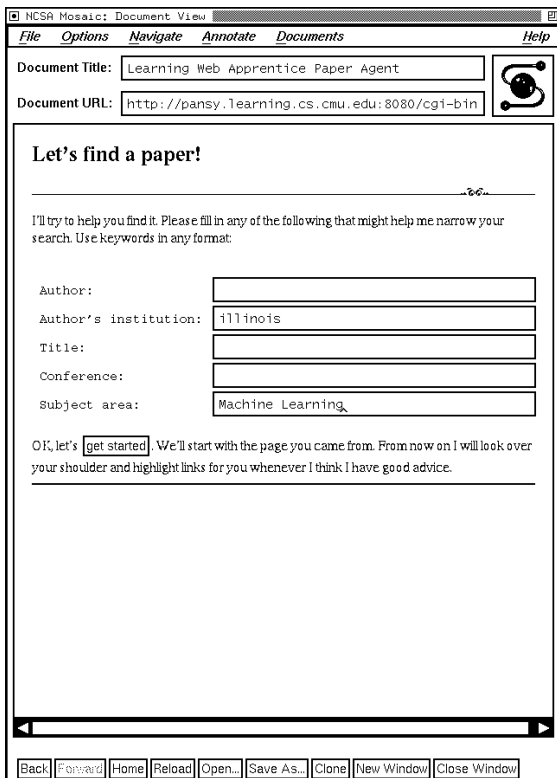 NCSA Mosaic: Document View
File Options Navigate Annotate Documents Help
Document Title: Learning Web Apprentice Paper Agent
Document URL: http://pansy.learning.cs.cmu.edu:8080/cgi-bin
Let's find a paper!
I'll try to help you find it. Please fill in any of the following that might help me narrow your
search. Use keywords in any format:
Author:
Author's institution: illinois
Title:
Conference:
Subject area: Machine Learning
OK, let's get started. We'll start with the page you came from. From now on I will look over
your shoulder and highlight links for you whenever I think I have good advice.
Back Forward Home Reload Open... Save As... Clone New Window Close Window